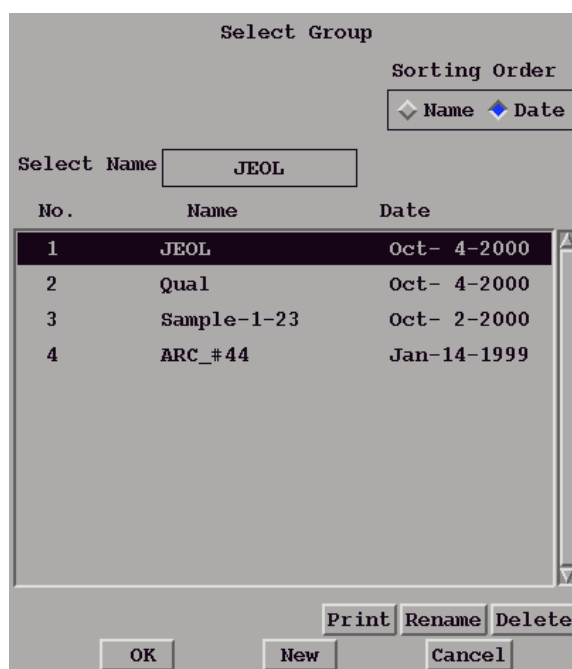 Select Group
Sorting Order
Name Date
Select Name JEOL
No. Name Date
1 JEOL Oct- 4-2000
2 Qual Oct- 4-2000
3 Sample-1-23 Oct- 2-2000
4 ARC_#44 Jan-14-1999
Print Rename Delete
OK New Cancel